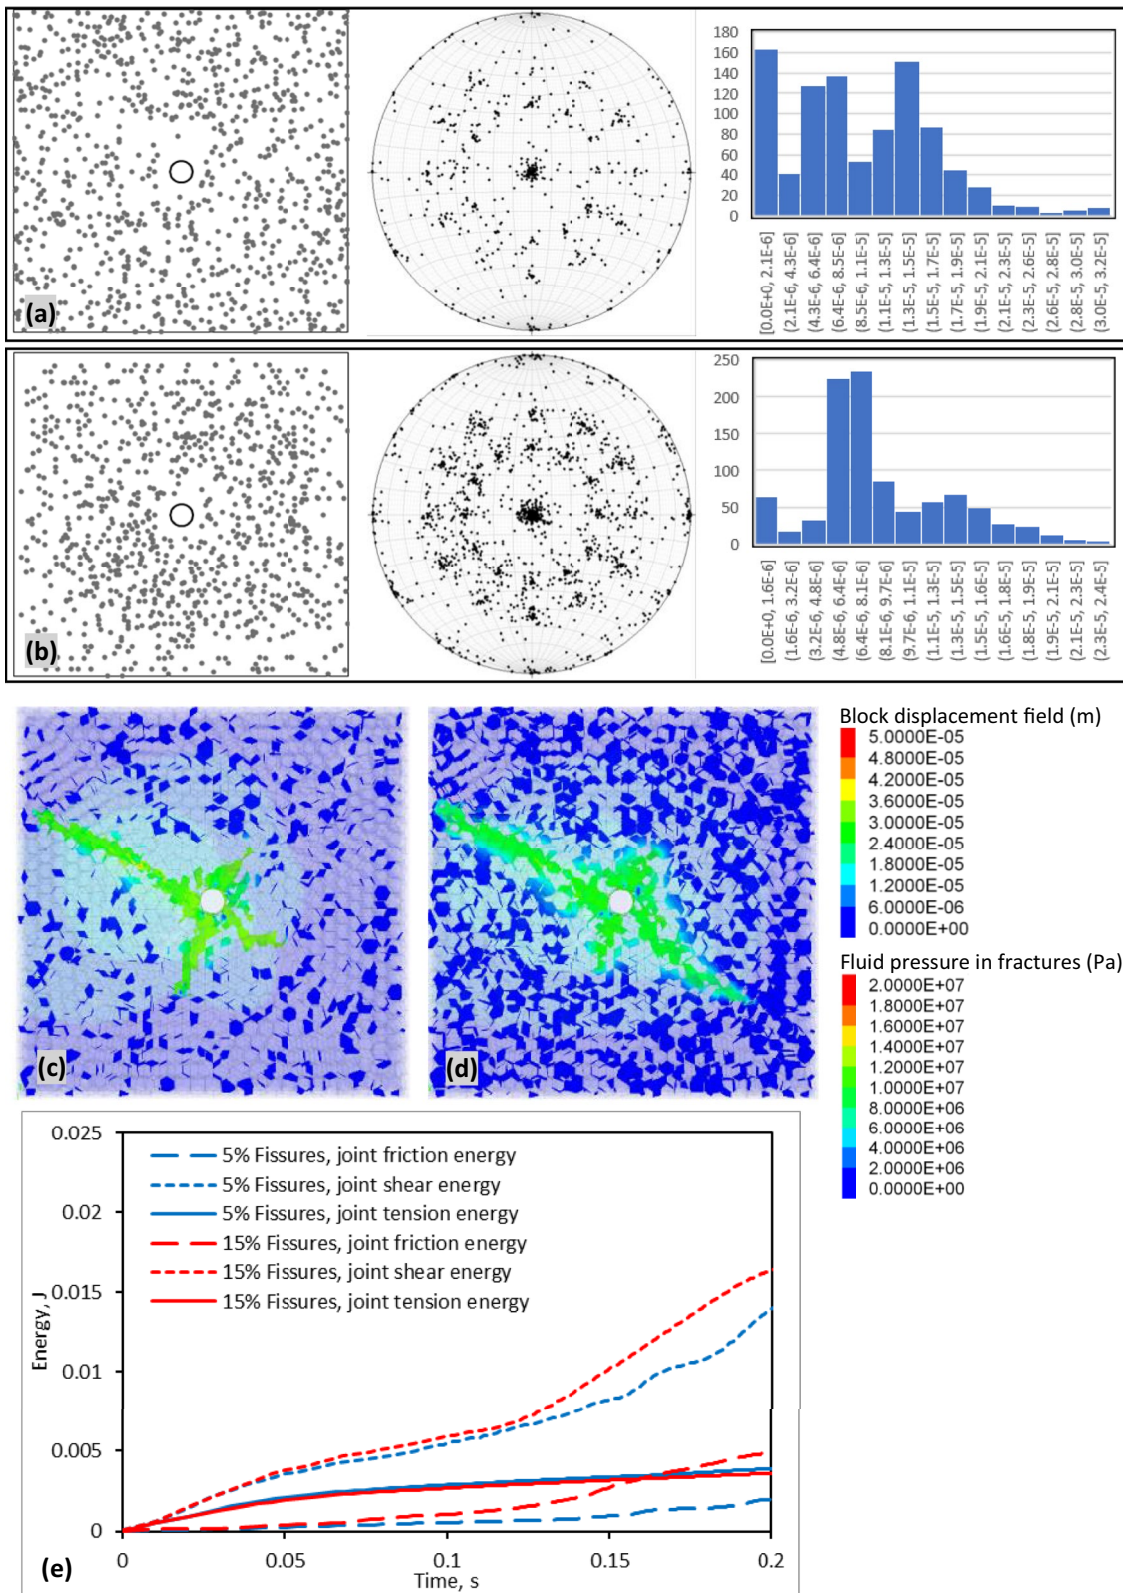 (a)
180
160
140
120
100
80
60
40
20
0
[0.0E+0, 2.1E-6]
(2.1E-6, 4.3E-6]
(4.3E-6, 6.4E-6]
(6.4E-6, 8.5E-6]
(8.5E-6, 1.1E-5]
(1.1E-5, 1.3E-5]
(1.3E-5, 1.5E-5]
(1.5E-5, 1.7E-5]
(1.7E-5, 1.9E-5]
(1.9E-5, 2.1E-5]
(2.1E-5, 2.3E-5]
(2.3E-5, 2.6E-5]
(2.6E-5, 2.8E-5]
(2.8E-5, 3.0E-5]
(3.0E-5, 3.2E-5]
(b)
250
200
150
100
50
0
[0.0E+0, 1.6E-6]
(1.6E-6, 3.2E-6]
(3.2E-6, 4.8E-6]
(4.8E-6, 6.4E-6]
(6.4E-6, 8.1E-6]
(8.1E-6, 9.7E-6]
(9.7E-6, 1.1E-5]
(1.1E-5, 1.3E-5]
(1.3E-5, 1.5E-5]
(1.5E-5, 1.6E-5]
(1.6E-5, 1.8E-5]
(1.8E-5, 1.9E-5]
(1.9E-5, 2.1E-5]
(2.1E-5, 2.3E-5]
(2.3E-5, 2.4E-5]
(c)
(d)
Block displacement field (m)
5.0000E-05
4.8000E-05
4.2000E-05
3.6000E-05
3.0000E-05
2.4000E-05
1.8000E-05
1.2000E-05
6.0000E-06
0.0000E+00
Fluid pressure in fractures (Pa)
2.0000E+07
1.8000E+07
1.6000E+07
1.4000E+07
1.2000E+07
1.0000E+07
8.0000E+06
6.0000E+06
4.0000E+06
2.0000E+06
0.0000E+00
0.025
0.02
0.015
0.01
0.005
0
Energy, J
5% Fissures, joint friction energy
5% Fissures, joint shear energy
5% Fissures, joint tension energy
15% Fissures, joint friction energy
15% Fissures, joint shear energy
15% Fissures, joint tension energy
0
0.05
0.1
0.15
0.2
Time, s
(e)